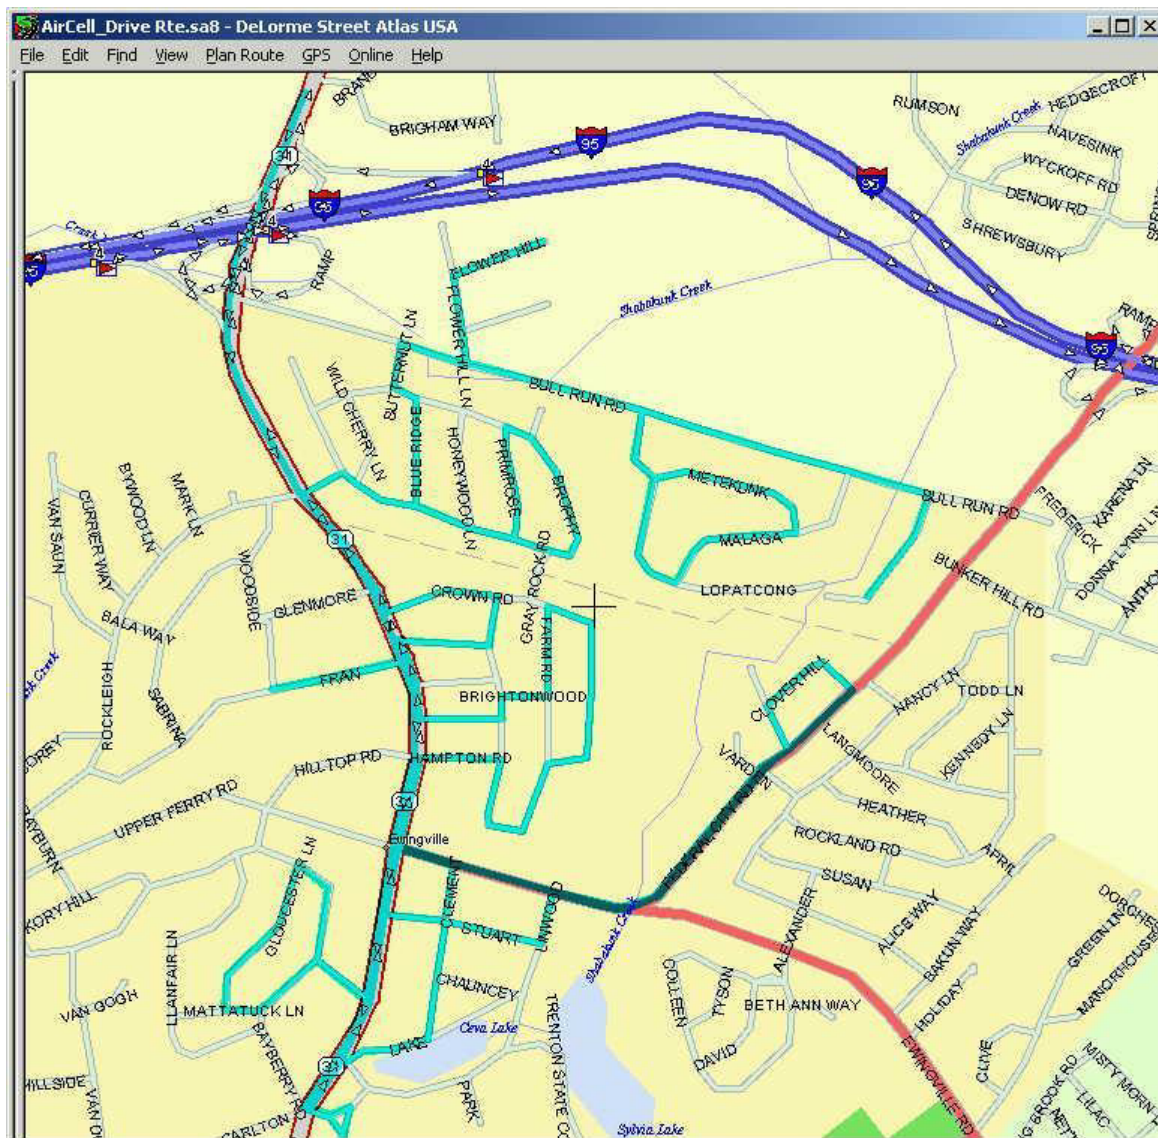 AirCell_Drive Rte.sa8 - DeLorme Street Atlas USA
File Edit Find View Plan Route GPS Online Help
BRIGHAM WAY
RUMSON
HEDGECROFT
Shabakunk Creek
NAVESINK
WYCKOFF RD
DENOW RD
SHREWSBURY
31
95
95
95
95
RAMP
RAMP
FLOWER HILL
FLOWER HILL LN
Shabakunk Creek
BUTTERNUT LN
WILD CHERRY LN
BLUE RIDGE
HONEYWOOD LN
PRIMROSE
BROPHY
BULL RUN RD
METEKUNK
MALAGA
LOPATCONG
BULL RUN RD
FREDERICK
KARENA LN
DONNA LYNN LN
BUNKER HILL RD
VAN SAUN
CURRIER WAY
BYWOOD LN
MARK LN
WOODSIDE
31
GLENMORE
CROWN RD
GRAY ROCK RD
FARM RD
BALA WAY
ROCKLEIGH
SABRINA
FRAN
BRIGHTONWOOD
CLOVER HILL
NANCY LN
TODD LN
KENNEDY LN
LANGMOORE
VARDEN
HILLTOP RD
HAMPTON RD
UPPER FERRY RD
31
Ewingville
FEDERAL CITY RD
HEATHER
ROCKLAND RD
APRIL
SUSAN
ALEXANDER
ALICE WAY
BAKUN WAY
GLOUCESTER LN
CLEMENT
STUART
LINWOOD
Shabakunk Creek
LLANFAIR LN
VAN GOGH
MATTATUCK LN
CHAUNCEY
COLLEEN
TYSON
BETH ANN WAY
HOLIDAY
GREEN LN
BAYBERRY RD
LAKE
Ceva Lake
DAVID
EWINGVILLE RD
CLIVE
31
HILLSIDE
PARK
MISTY MORN
LILAC
CARLTON
Sylvia Lake